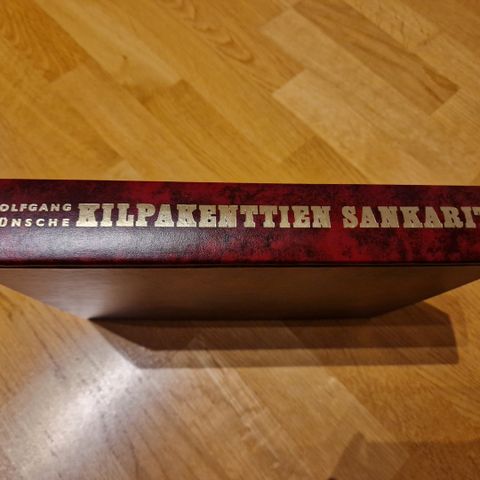 OLFGANG
ÜNSCHE
KILPAKENTTIEN SANKARIT